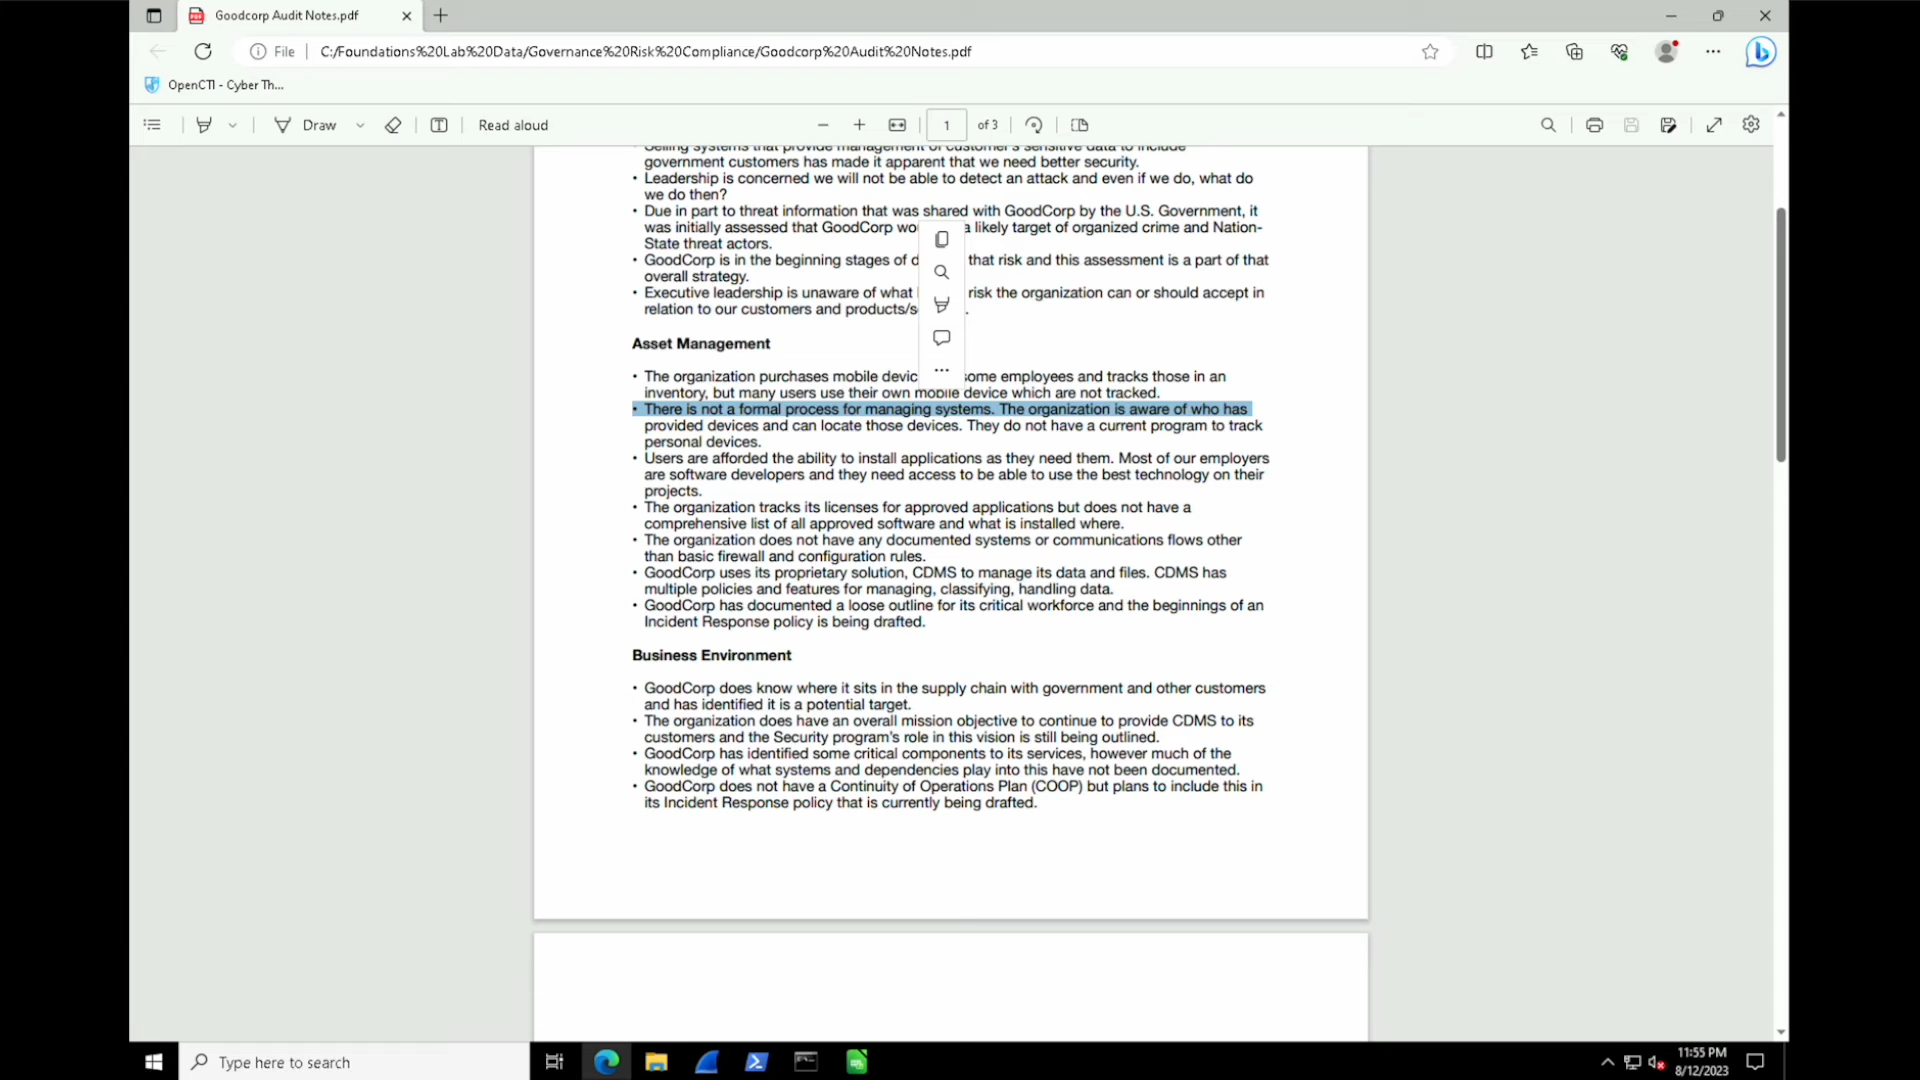 Goodcorp Audit Notes.pdf
File
C:/Foundations%20Lab%20Data/Governance%20Risk%20Compliance/Goodcorp%20Audit%20Notes.pdf
OpenCTI - Cyber Th...
Draw
Read aloud
1
of 3
• Selling systems that provide management of customer's sensitive data to include
government customers has made it apparent that we need better security.
• Leadership is concerned we will not be able to detect an attack and even if we do, what do
we do then?
• Due in part to threat information that was shared with GoodCorp by the U.S. Government, it
was initially assessed that GoodCorp wou a likely target of organized crime and Nation-
State threat actors.
• GoodCorp is in the beginning stages of d that risk and this assessment is a part of that
overall strategy.
• Executive leadership is unaware of what risk the organization can or should accept in
relation to our customers and products/s .
Asset Management
• The organization purchases mobile devic some employees and tracks those in an
inventory, but many users use their own mobile device which are not tracked.
• There is not a formal process for managing systems. The organization is aware of who has
provided devices and can locate those devices. They do not have a current program to track
personal devices.
• Users are afforded the ability to install applications as they need them. Most of our employers
are software developers and they need access to be able to use the best technology on their
projects.
• The organization tracks its licenses for approved applications but does not have a
comprehensive list of all approved software and what is installed where.
• The organization does not have any documented systems or communications flows other
than basic firewall and configuration rules.
• GoodCorp uses its proprietary solution, CDMS to manage its data and files. CDMS has
multiple policies and features for managing, classifying, handling data.
• GoodCorp has documented a loose outline for its critical workforce and the beginnings of an
Incident Response policy is being drafted.
Business Environment
• GoodCorp does know where it sits in the supply chain with government and other customers
and has identified it is a potential target.
• The organization does have an overall mission objective to continue to provide CDMS to its
customers and the Security program's role in this vision is still being outlined.
• GoodCorp has identified some critical components to its services, however much of the
knowledge of what systems and dependencies play into this have not been documented.
• GoodCorp does not have a Continuity of Operations Plan (COOP) but plans to include this in
its Incident Response policy that is currently being drafted.
Type here to search
11:55 PM
8/12/2023